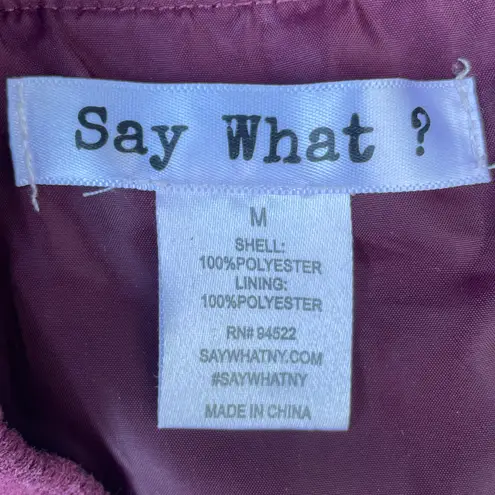 Say What ?
M
SHELL:
100%POLYESTER
LINING:
100%POLYESTER
RN# 94522
SAYWHATNY.COM
#SAYWHATNY
MADE IN CHINA